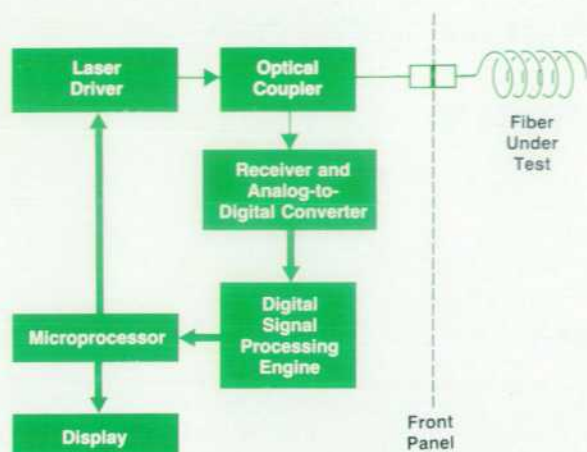 Laser
Driver
Optical
Coupler
Fiber
Under
Test
Receiver and
Analog-to-
Digital Converter
Microprocessor
Digital
Signal
Processing
Engine
Display
Front
Panel